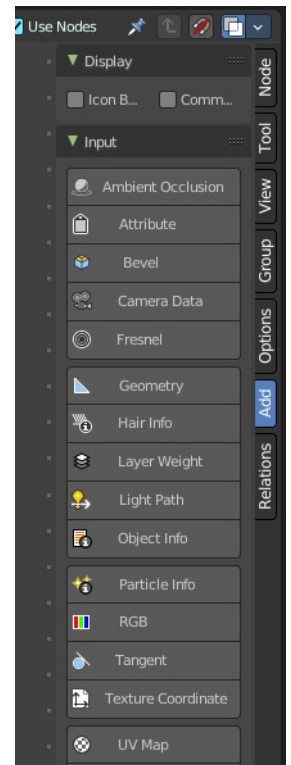 Use Nodes
Display
Icon B...
Comm...
Input
Ambient Occlusion
Attribute
Bevel
Camera Data
Fresnel
Geometry
Hair Info
Layer Weight
Light Path
Object Info
Particle Info
RGB
Tangent
Texture Coordinate
UV Map
Node
Tool
View
Group
Options
Add
Relations